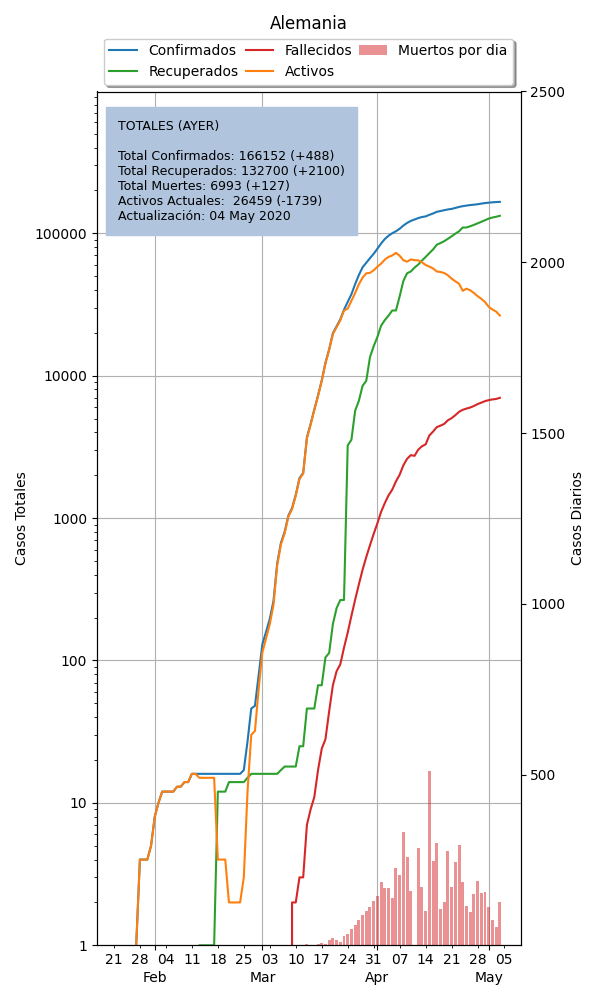 Alemania
Confirmados
Recuperados
Fallecidos
Activos
Muertos por dia
TOTALES (AYER)
Total Confirmados: 166152 (+488)
Total Recuperados: 132700 (+2100)
Total Muertes: 6993 (+127)
Activos Actuales:  26459 (-1739)
Actualización: 04 May 2020
Casos Totales
100000
10000
1000
100
10
1
2500
2000
1500
1000
500
Casos Diarios
21 28 04 11 18 25 03 10 17 24 31 07 14 21 28 05
Feb Mar Apr May